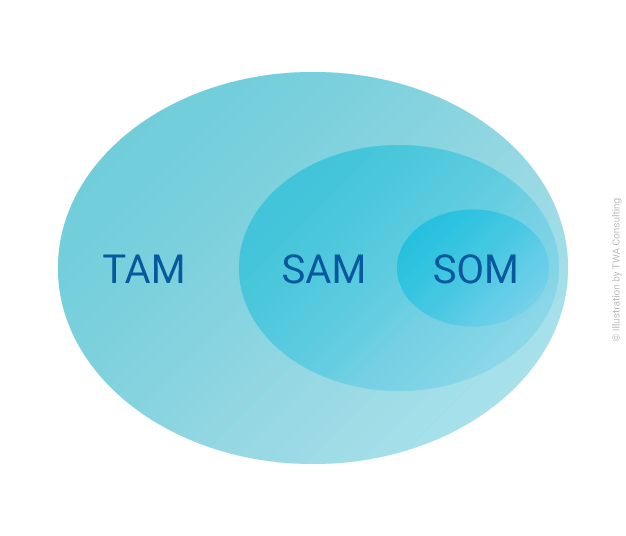 TAM
SAM
SOM
© Illustration by TWA Consulting